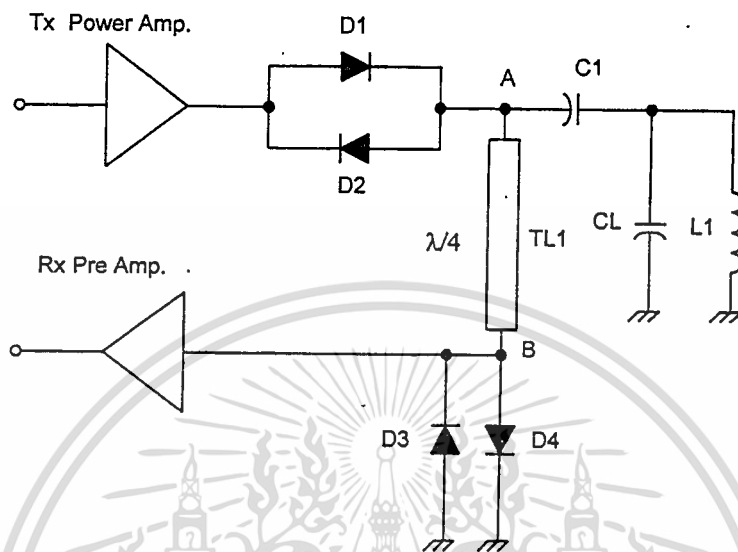 Tx Power Amp.
D1
D2
A
C1
CL
L1
λ/4
TL1
Rx Pre Amp.
B
D3
D4